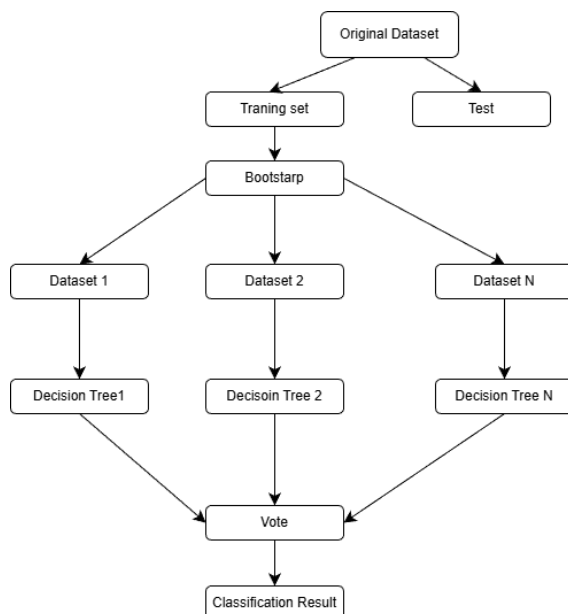 Original Dataset
Traning set
Test
Bootstarp
Dataset 1
Dataset 2
Dataset N
Decision Tree1
Decisoin Tree 2
Decision Tree N
Vote
Classification Result